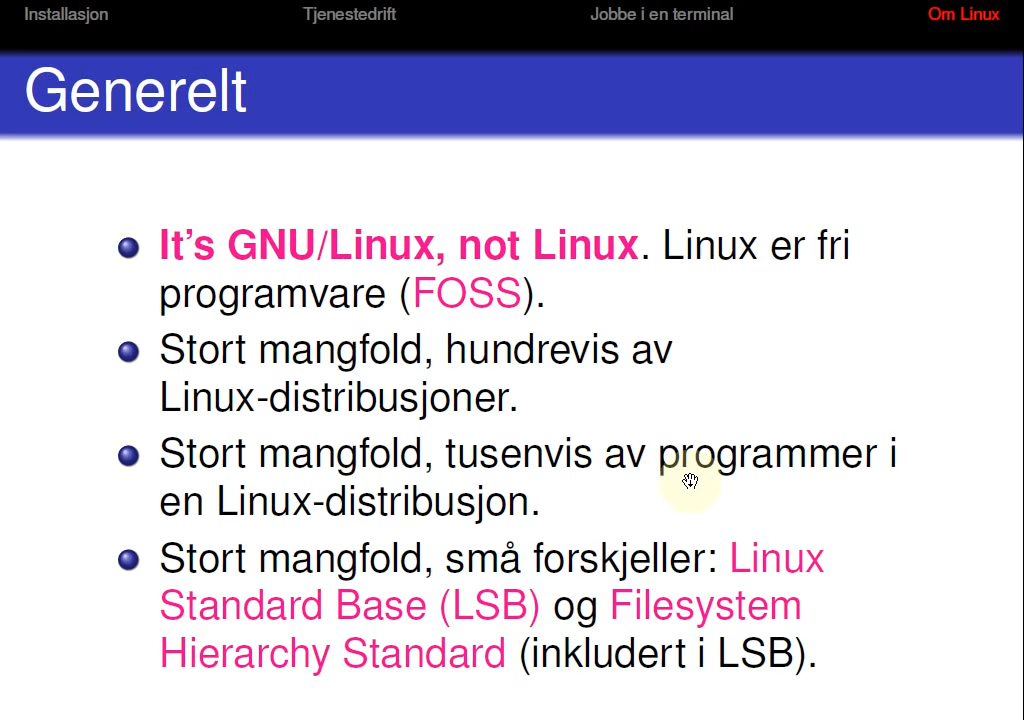 Installasjon Tjenestedrift Jobbe i en terminal Om Linux
Generelt
It's GNU/Linux, not Linux. Linux er fri
programvare (FOSS).
Stort mangfold, hundrevis av
Linux-distribusjoner.
Stort mangfold, tusenvis av programmer i
en Linux-distribusjon.
Stort mangfold, små forskjeller: Linux
Standard Base (LSB) og Filesystem
Hierarchy Standard (inkludert i LSB).